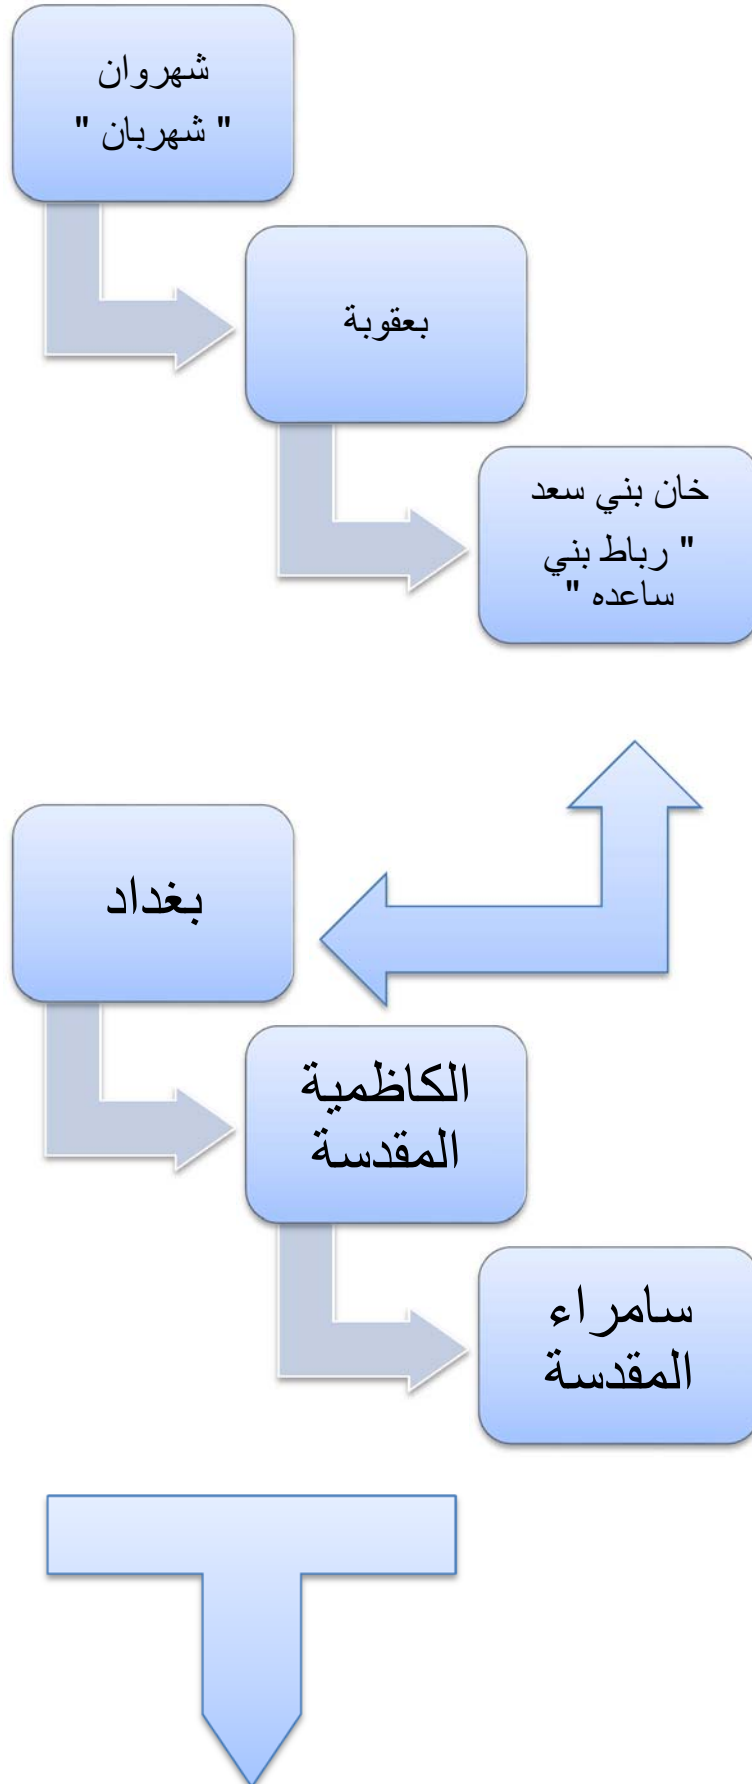 شهروان
" شهربان "
بعقوبة
خان بني سعد
" رباط بني
ساعده "
بغداد
الكاظمية
المقدسة
سامراء
المقدسة